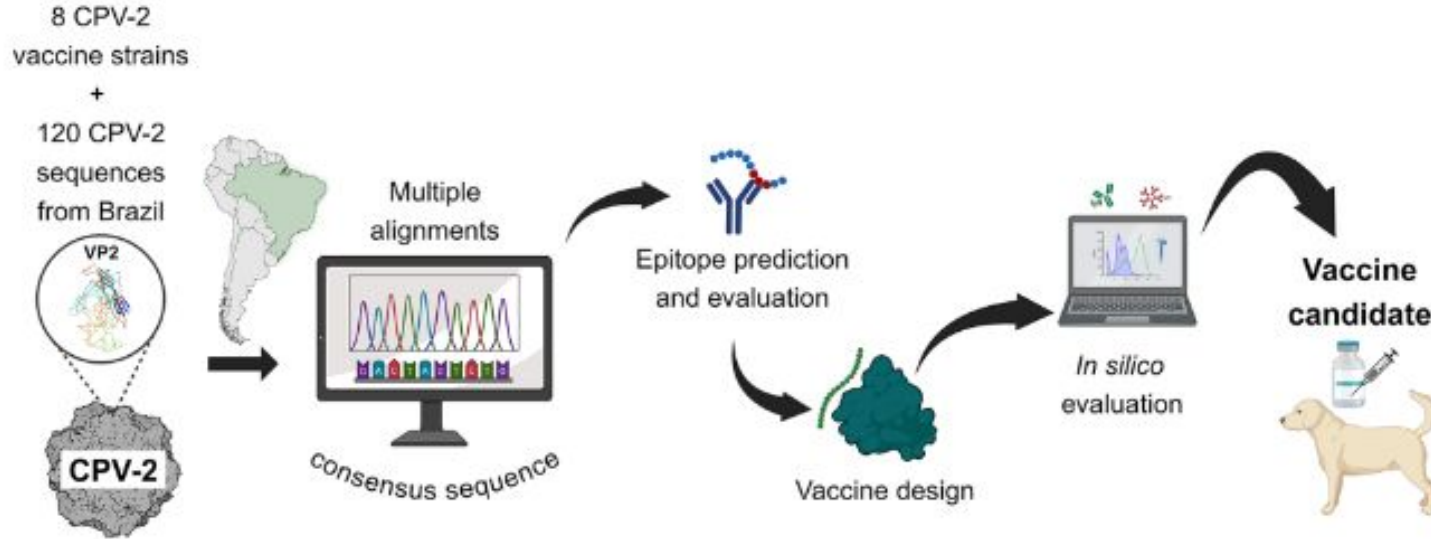 8 CPV-2
vaccine strains
+
120 CPV-2
sequences
from Brazil
VP2
CPV-2
Multiple
alignments
consensus sequence
Epitope prediction
and evaluation
Vaccine design
In silico
evaluation
Vaccine
candidate